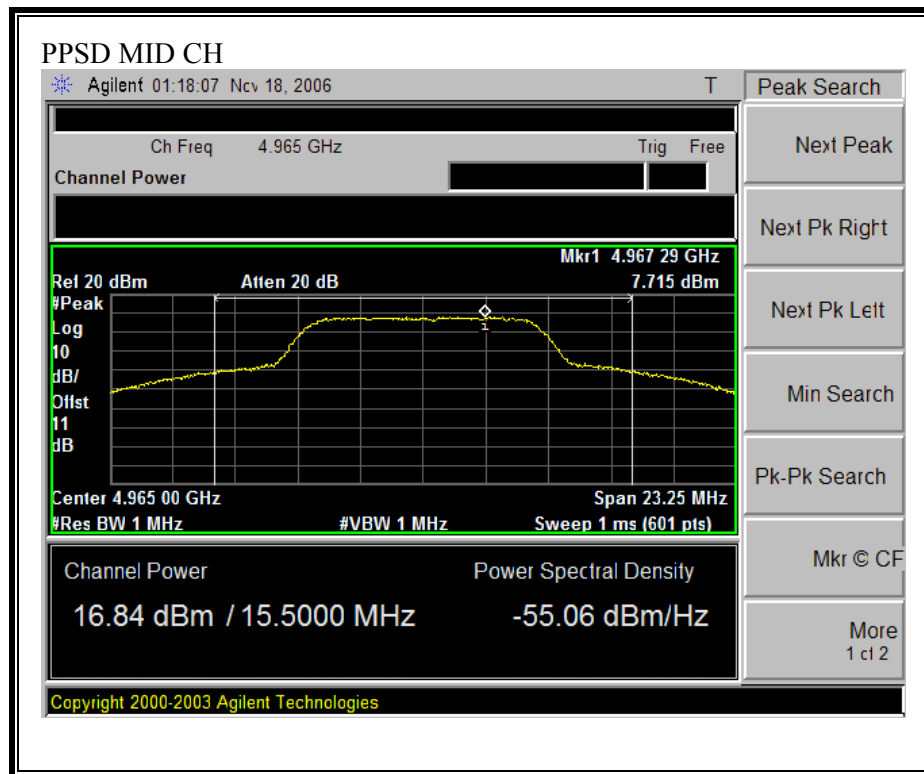 PPSD MID CH
Agilent 01:18:07 Nov 18, 2006 T
Peak Search
Ch Freq 4.965 GHz Trig Free
Channel Power
Next Peak
Next Pk Right
Mkr1 4.967 29 GHz
Ref 20 dBm Atten 20 dB 7.715 dBm
#Peak
Log
10
dB/
Offst
11
dB
1
Next Pk Left
Min Search
Pk-Pk Search
Center 4.965 00 GHz Span 23.25 MHz
#Res BW 1 MHz #VBW 1 MHz Sweep 1 ms (601 pts)
Channel Power Power Spectral Density
16.84 dBm / 15.5000 MHz -55.06 dBm/Hz
Mkr © CF
More
1 of 2
Copyright 2000-2003 Agilent Technologies